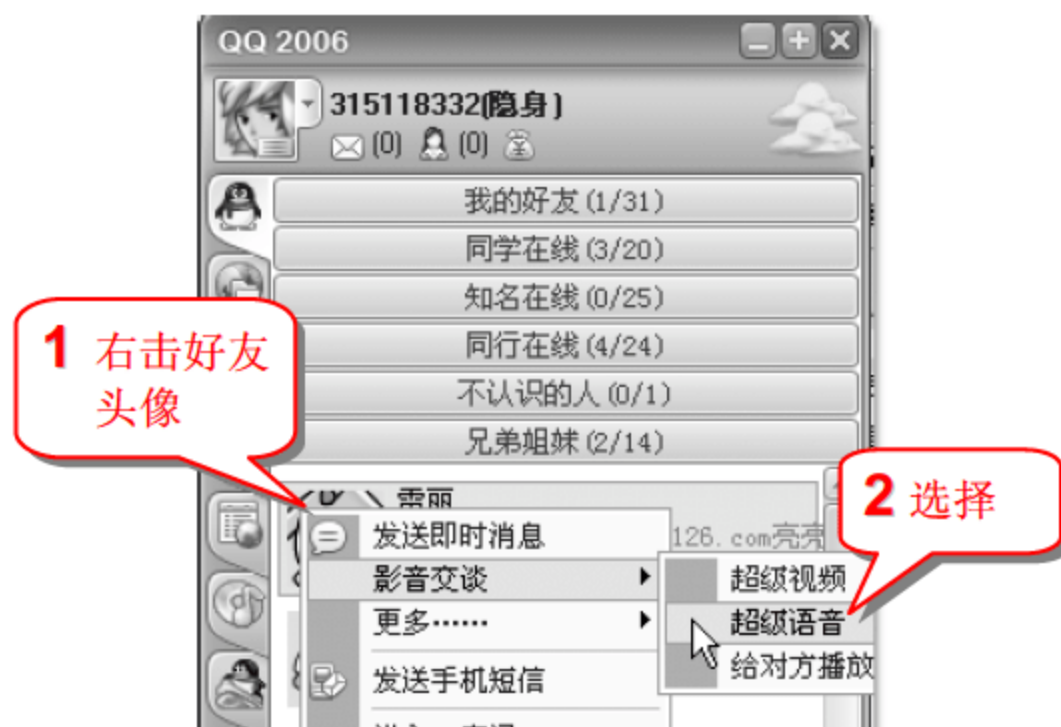 QQ 2006
315118332(隐身)
(0) (0)
我的好友(1/31)
同学在线(3/20)
知名在线(0/25)
1 右击好友
头像
同行在线(4/24)
不认识的人(0/1)
兄弟姐妹(2/14)
2 选择
雷丽
发送即时消息
126.com亮亮
影音交谈
超级视频
更多……
超级语音
给对方播放
发送手机短信